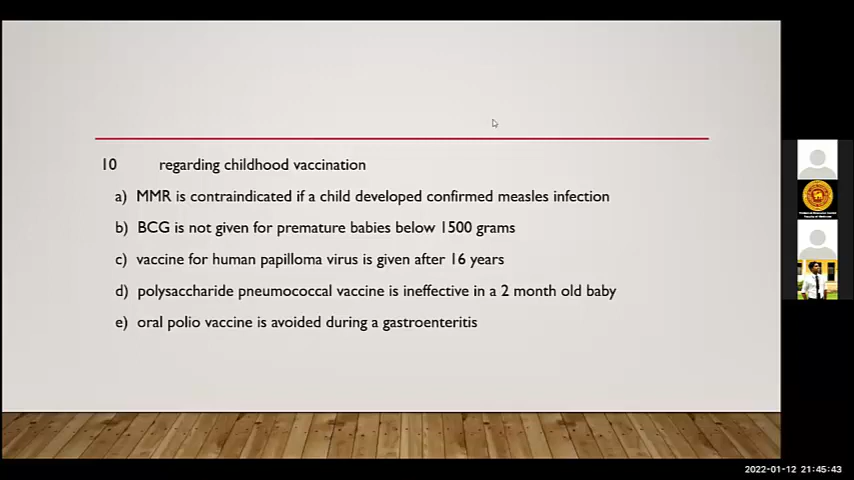 10 regarding childhood vaccination
a) MMR is contraindicated if a child developed confirmed measles infection
b) BCG is not given for premature babies below 1500 grams
c) vaccine for human papilloma virus is given after 16 years
d) polysaccharide pneumococcal vaccine is ineffective in a 2 month old baby
e) oral polio vaccine is avoided during a gastroenteritis
2022-01-12 21:45:43